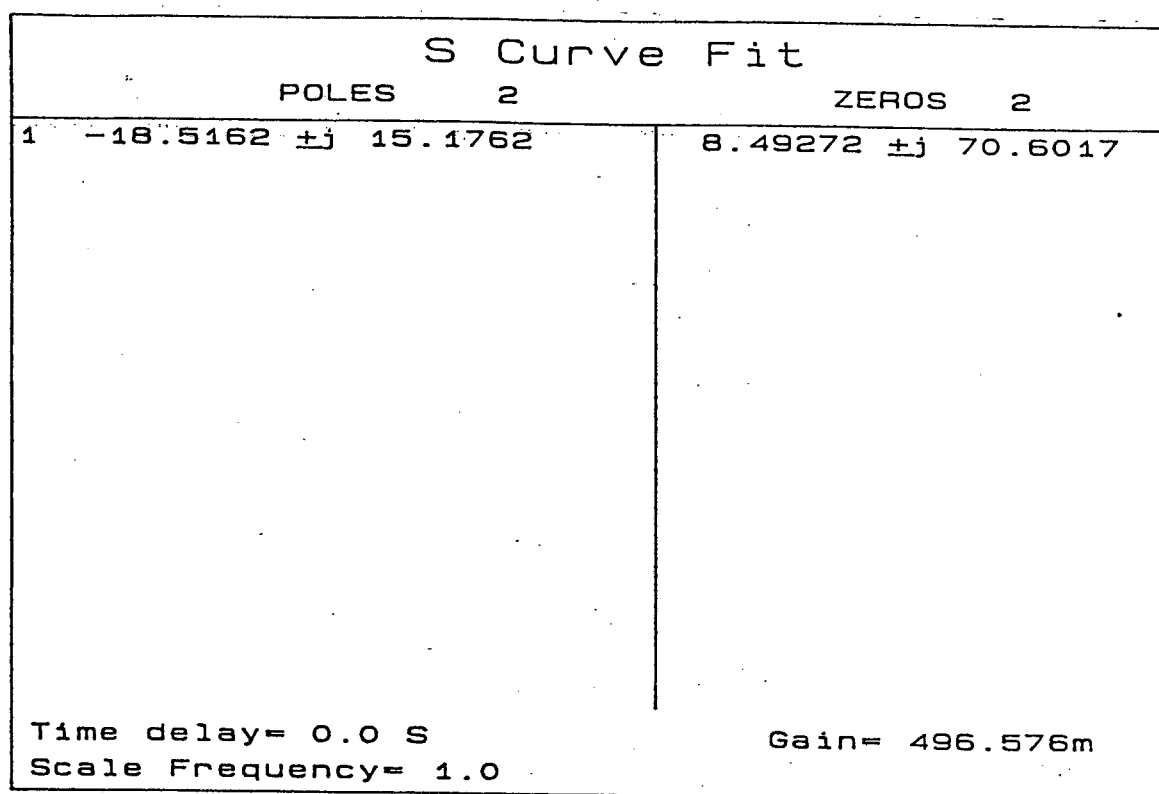 S Curve Fit
POLES 2 ZEROS 2
1 -18.5162 ±j 15.1762 8.49272 ±j 70.6017
Time delay= 0.0 S Gain= 496.576m
Scale Frequency= 1.0